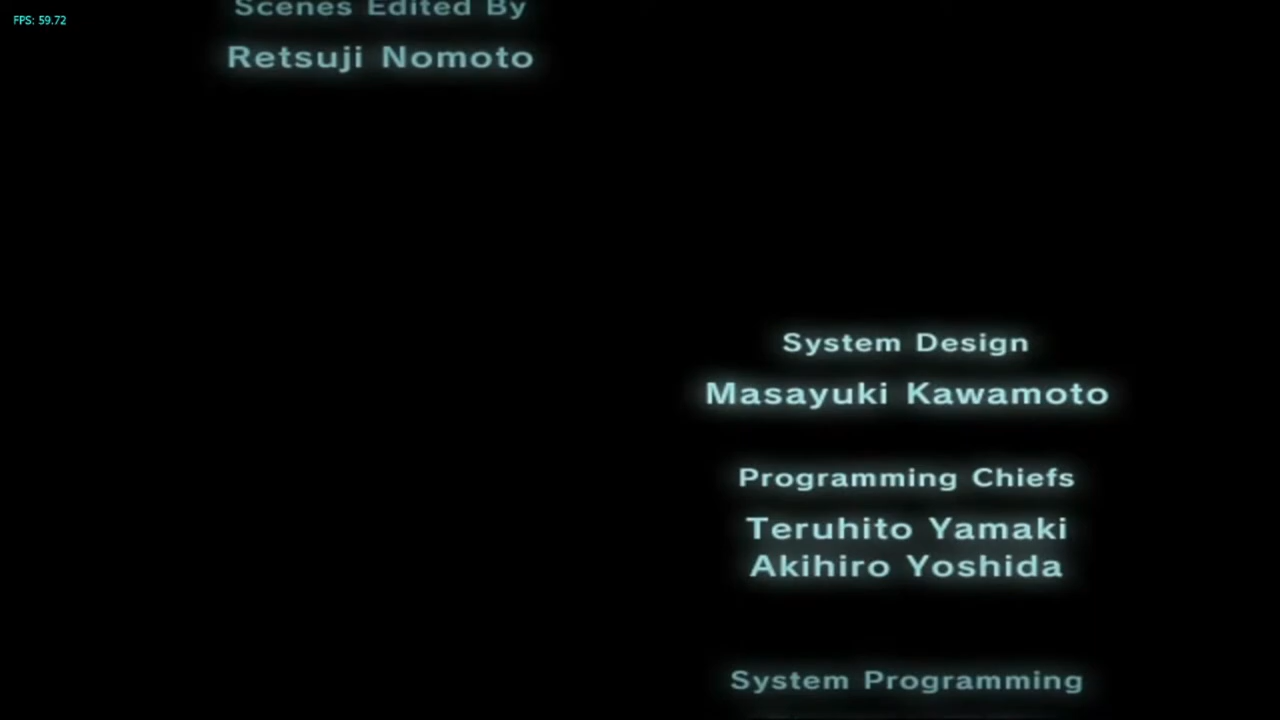 FPS: 59.72
Scenes Edited By
Retsuji Nomoto
System Design
Masayuki Kawamoto
Programming Chiefs
Teruhito Yamaki
Akihiro Yoshida
System Programming